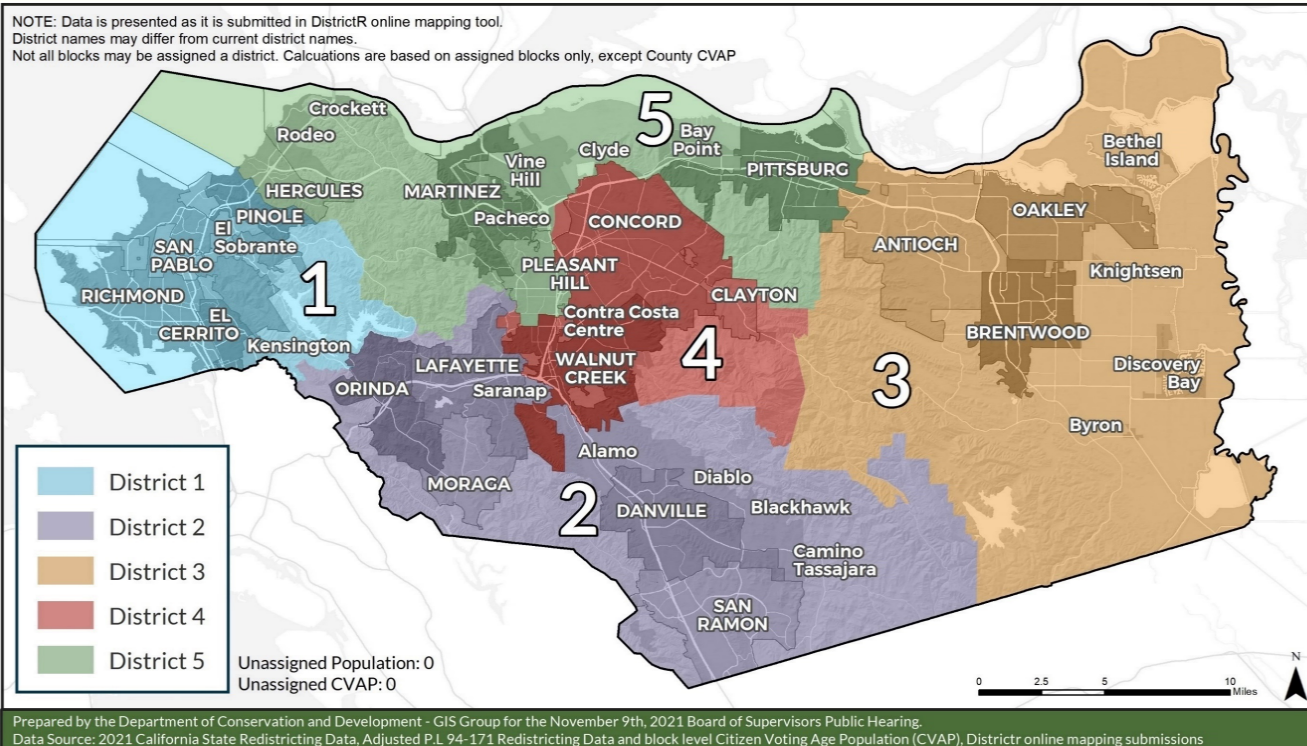 NOTE: Data is presented as it is submitted in DistrictR online mapping tool.
District names may differ from current district names.
Not all blocks may be assigned a district. Calcuations are based on assigned blocks only, except County CVAP
Crockett
Rodeo
HERCULES
PINOLE
El
Sobrante
SAN
PABLO
RICHMOND
EL
CERRITO
Kensington
1
MARTINEZ
Vine
Hill
Pacheco
Clyde
5
Bay
Point
PITTSBURG
PLEASANT
HILL
CONCORD
CLAYTON
Contra Costa
Centre
WALNUT
CREEK
4
LAFAYETTE
Saranap
ORINDA
MORAGA
Alamo
2
Diablo
DANVILLE
Blackhawk
Camino
Tassajara
SAN
RAMON
Bethel
Island
OAKLEY
ANTIOCH
Knightsen
BRENTWOOD
3
Discovery
Bay
Byron
District 1
District 2
District 3
District 4
District 5
Unassigned Population: 0
Unassigned CVAP: 0
N
0 2.5 5 10
Miles
Prepared by the Department of Conservation and Development - GIS Group for the November 9th, 2021 Board of Supervisors Public Hearing.
Data Source: 2021 California State Redistricting Data, Adjusted P.L 94-171 Redistricting Data and block level Citizen Voting Age Population (CVAP), Districtr online mapping submissions